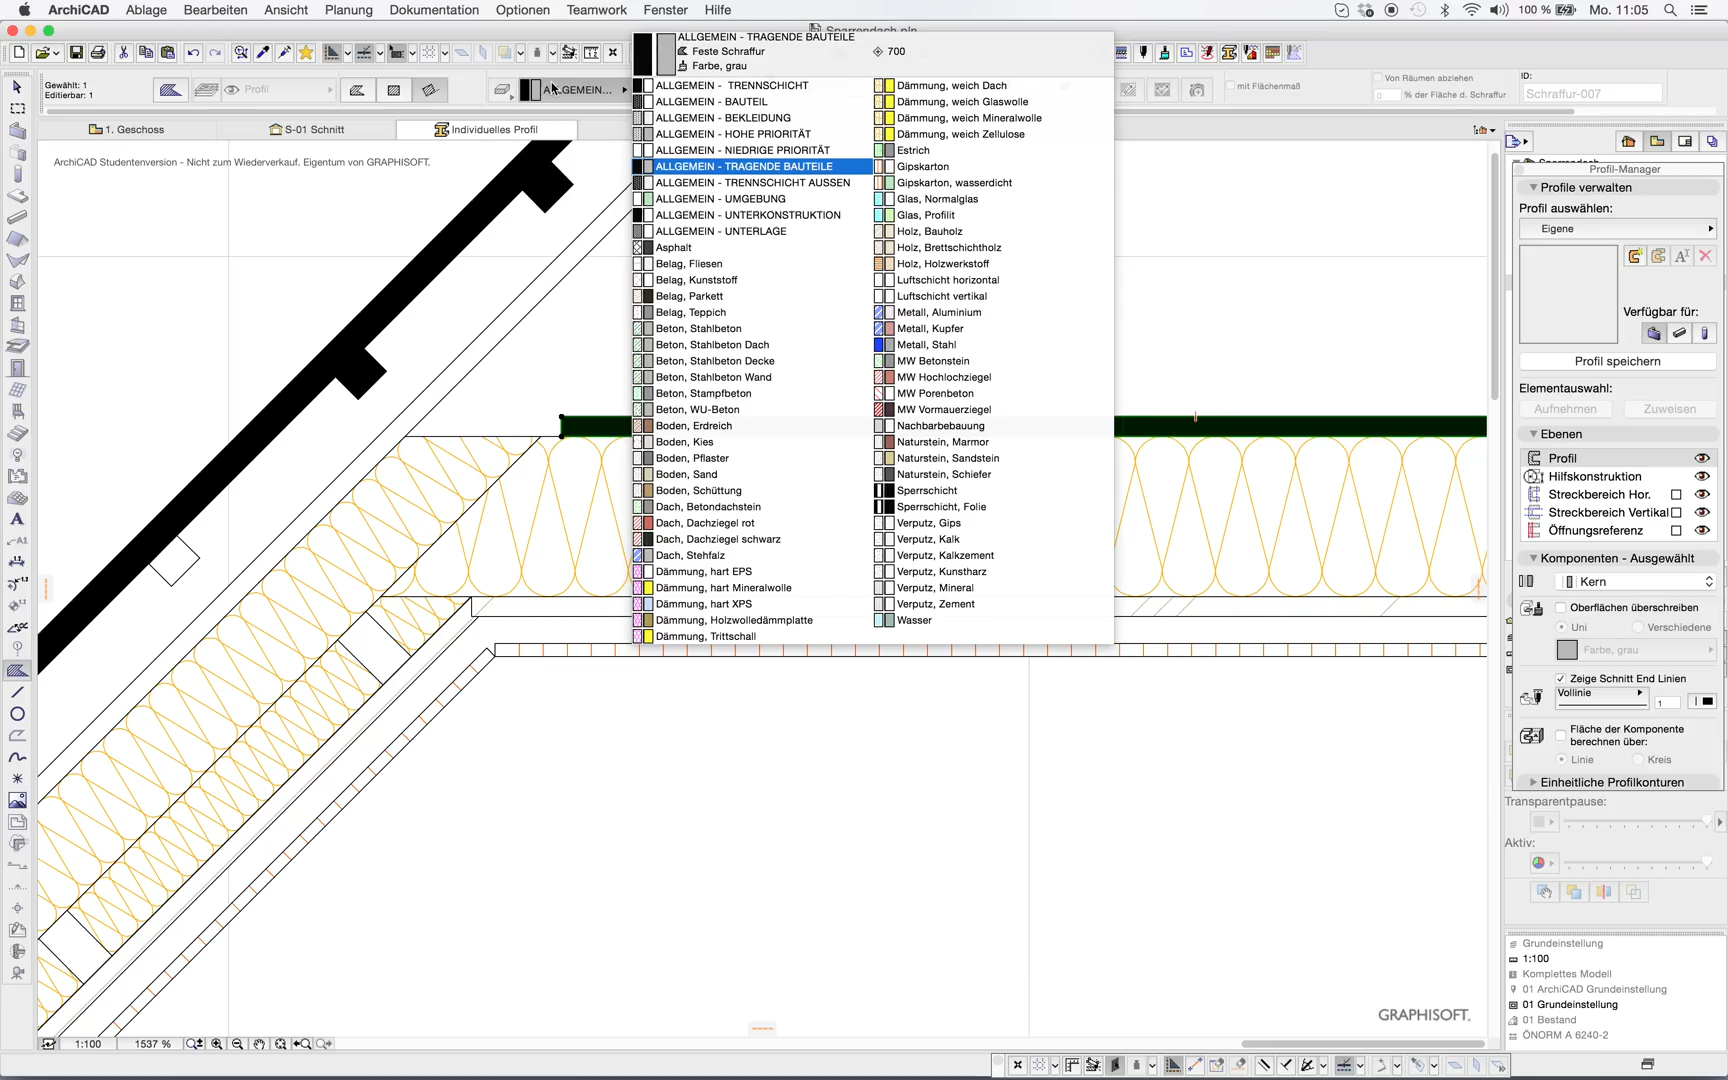 ArchiCAD Ablage Bearbeiten Ansicht Planung Dokumentation Optionen Teamwork Fenster Hilfe 100 % Mo. 11:05
Gewählt: 1
Editierbar: 1
Profil
ALLGEMEIN...
Flächenmaß
Von Räumen abziehen
0 % der Fläche d. Schraffur
ID:
Schraffur-007
1. Geschoss
S-01 Schnitt
Individuelles Profil
ArchiCAD Studentenversion - Nicht zum Wiederverkauf. Eigentum von GRAPHISOFT.
ALLGEMEIN - TRAGENDE BAUTEILE
Feste Schraffur
700
Farbe, grau
ALLGEMEIN - TRENNSCHICHT
ALLGEMEIN - BAUTEIL
ALLGEMEIN - BEKLEIDUNG
ALLGEMEIN - HOHE PRIORITÄT
ALLGEMEIN - NIEDRIGE PRIORITÄT
ALLGEMEIN - TRAGENDE BAUTEILE
ALLGEMEIN - TRENNSCHICHT AUSSEN
ALLGEMEIN - UMGEBUNG
ALLGEMEIN - UNTERKONSTRUKTION
ALLGEMEIN - UNTERLAGE
Asphalt
Belag, Fliesen
Belag, Kunststoff
Belag, Parkett
Belag, Teppich
Beton, Stahlbeton
Beton, Stahlbeton Dach
Beton, Stahlbeton Decke
Beton, Stahlbeton Wand
Beton, Stampfbeton
Beton, WU-Beton
Boden, Erdreich
Boden, Kies
Boden, Pflaster
Boden, Sand
Boden, Schüttung
Dach, Betondachstein
Dach, Dachziegel rot
Dach, Dachziegel schwarz
Dach, Stehfalz
Dämmung, hart EPS
Dämmung, hart Mineralwolle
Dämmung, hart XPS
Dämmung, Holzwolledämmplatte
Dämmung, Trittschall
Dämmung, weich Dach
Dämmung, weich Glaswolle
Dämmung, weich Mineralwolle
Dämmung, weich Zellulose
Estrich
Gipskarton
Gipskarton, wasserdicht
Glas, Normalglas
Glas, Profilit
Holz, Bauholz
Holz, Brettschichtholz
Holz, Holzwerkstoff
Luftschicht horizontal
Luftschicht vertikal
Metall, Aluminium
Metall, Kupfer
Metall, Stahl
MW Betonstein
MW Hochlochziegel
MW Porenbeton
MW Vormauerziegel
Nachbarbebauung
Naturstein, Marmor
Naturstein, Sandstein
Naturstein, Schiefer
Sperrschicht
Sperrschicht, Folie
Verputz, Gips
Verputz, Kalk
Verputz, Kalkzement
Verputz, Kunstharz
Verputz, Mineral
Verputz, Zement
Wasser
Profil-Manager
Profile verwalten
Profil auswählen:
Eigene
Verfügbar für:
Profil speichern
Elementauswahl:
Aufnehmen Zuweisen
Ebenen
Profil
Hilfskonstruktion
Streckbereich Hor.
Streckbereich Vertikal
Öffnungsreferenz
Komponenten - Ausgewählt
Kern
Oberflächen überschreiben
Uni Verschiedene
Farbe, grau
Zeige Schnitt End Linien
Vollinie
1
Fläche der Komponente
berechnen über:
Linie Kreis
Einheitliche Profilkonturen
Transparentpause:
Aktiv:
Grundeinstellung
1:100
Komplettes Modell
01 ArchiCAD Grundeinstellung
01 Grundeinstellung
01 Bestand
ÖNORM A 6240-2
GRAPHISOFT.
1:100 1537 %